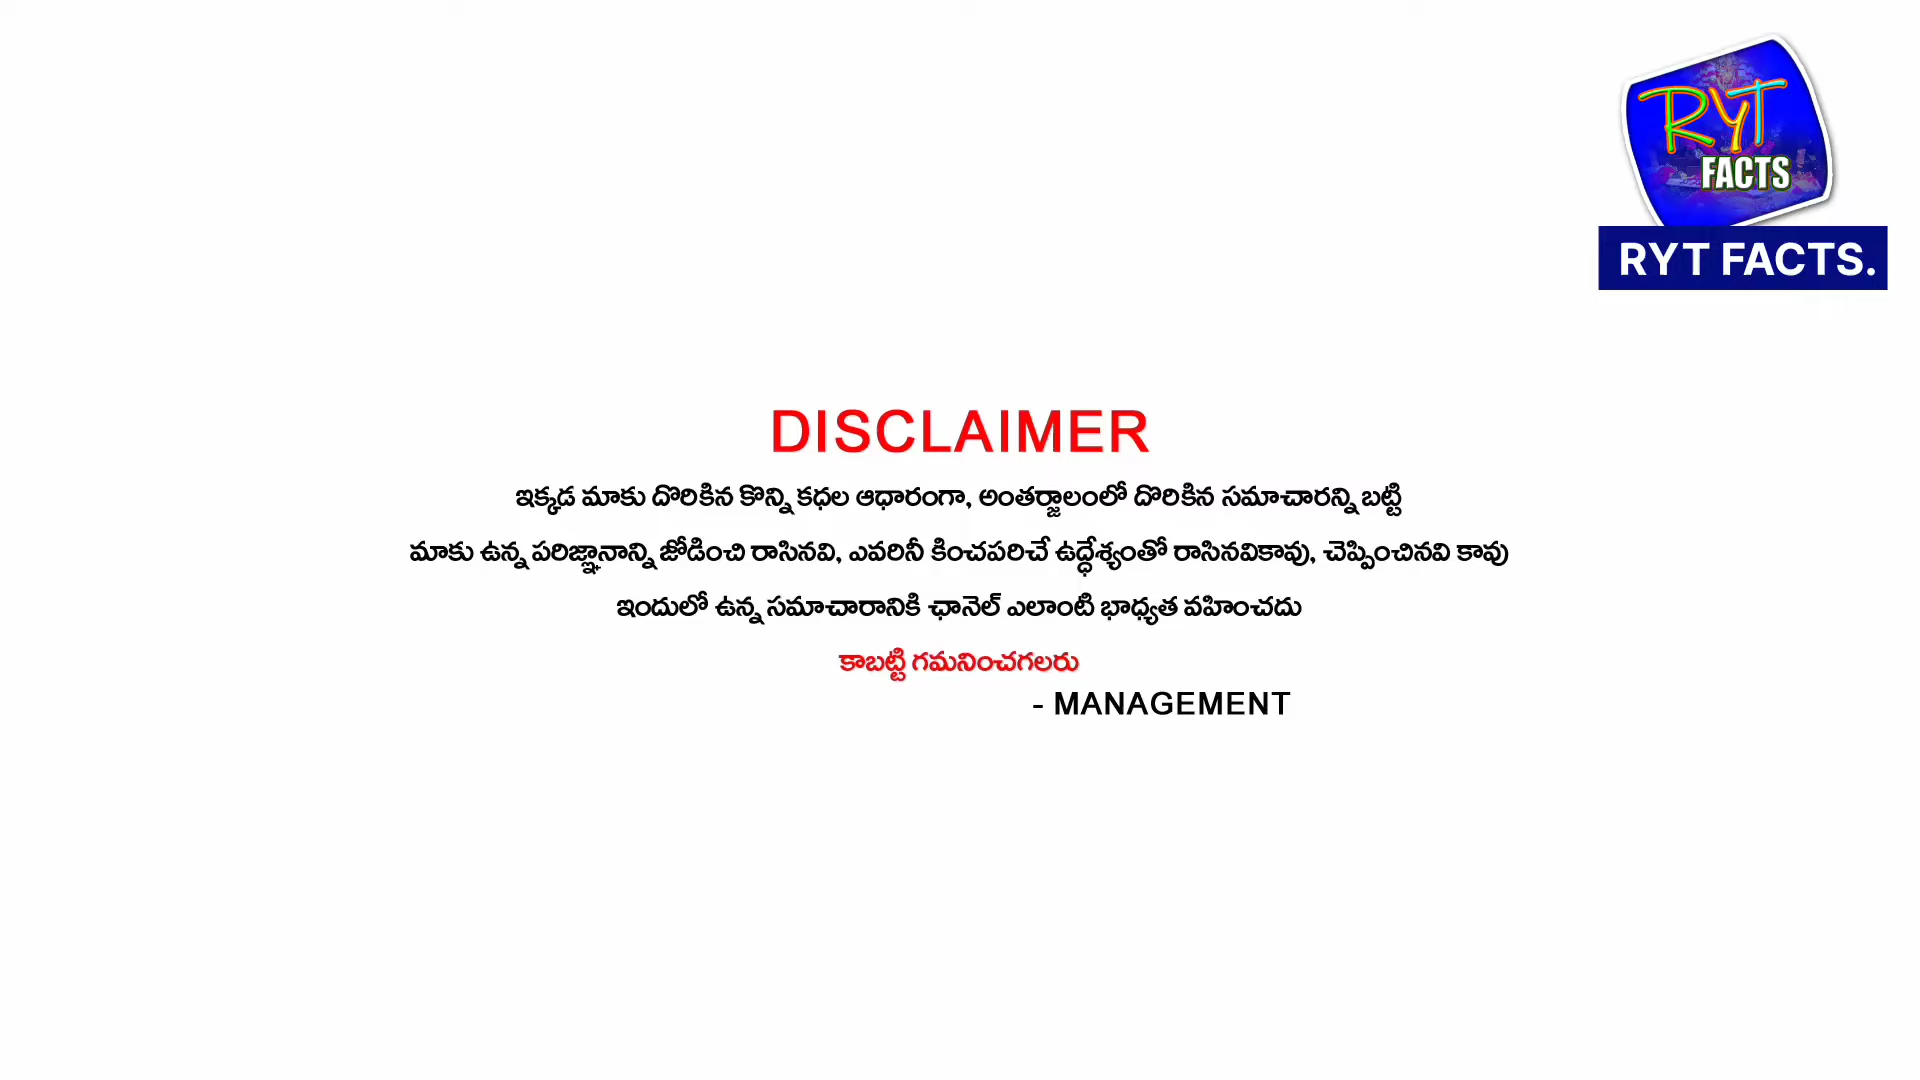 RYT
FACTS
RYT FACTS.
DISCLAIMER
ఇక్కడ మాకు దొరికిన కొన్ని కధల ఆధారంగా, అంతర్జాలంలో దొరికిన సమాచారన్ని బట్టి
మాకు ఉన్న పరిజ్ఞానాన్ని జోడించి రాసినవి, ఎవరినీ కించపరిచే ఉద్ధేశ్యంతో రాసినవికావు, చెప్పించినవి కావు
ఇందులో ఉన్న సమాచారానికి ఛానెల్ ఎలాంటి భాధ్యత వహించదు
కాబట్టి గమనించగలరు
- MANAGEMENT